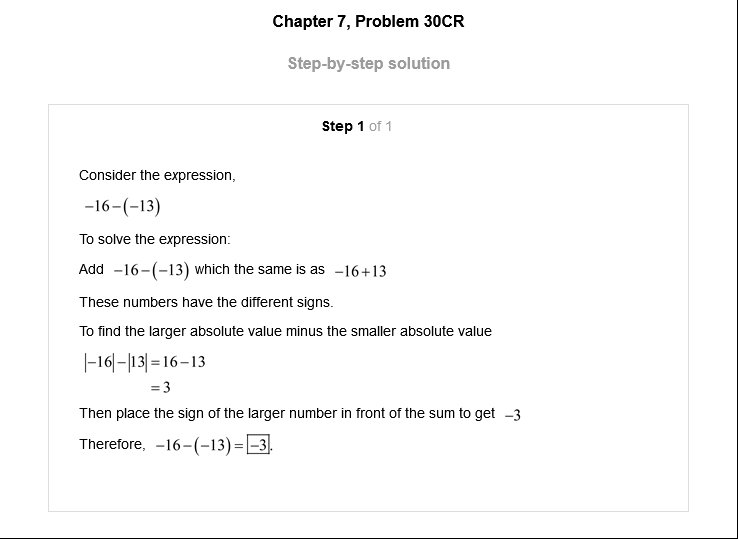 Chapter 7, Problem 30CR
Step-by-step solution
Step 1 of 1
Consider the expression,
−16−(−13)
To solve the expression:
Add −16−(−13) which the same is as −16+13
These numbers have the different signs.
To find the larger absolute value minus the smaller absolute value
|−16|−|13|=16−13
=3
Then place the sign of the larger number in front of the sum to get −3
Therefore, −16−(−13)=−3.